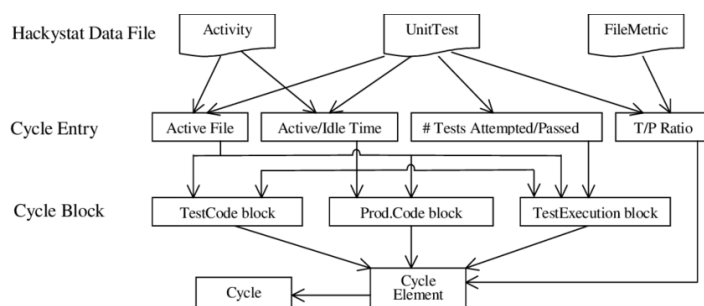 Hackystat Data File
Activity
UnitTest
FileMetric
Cycle Entry
Active File
Active/Idle Time
# Tests Attempted/Passed
T/P Ratio
Cycle Block
TestCode block
Prod.Code block
TestExecution block
Cycle
Cycle
Element